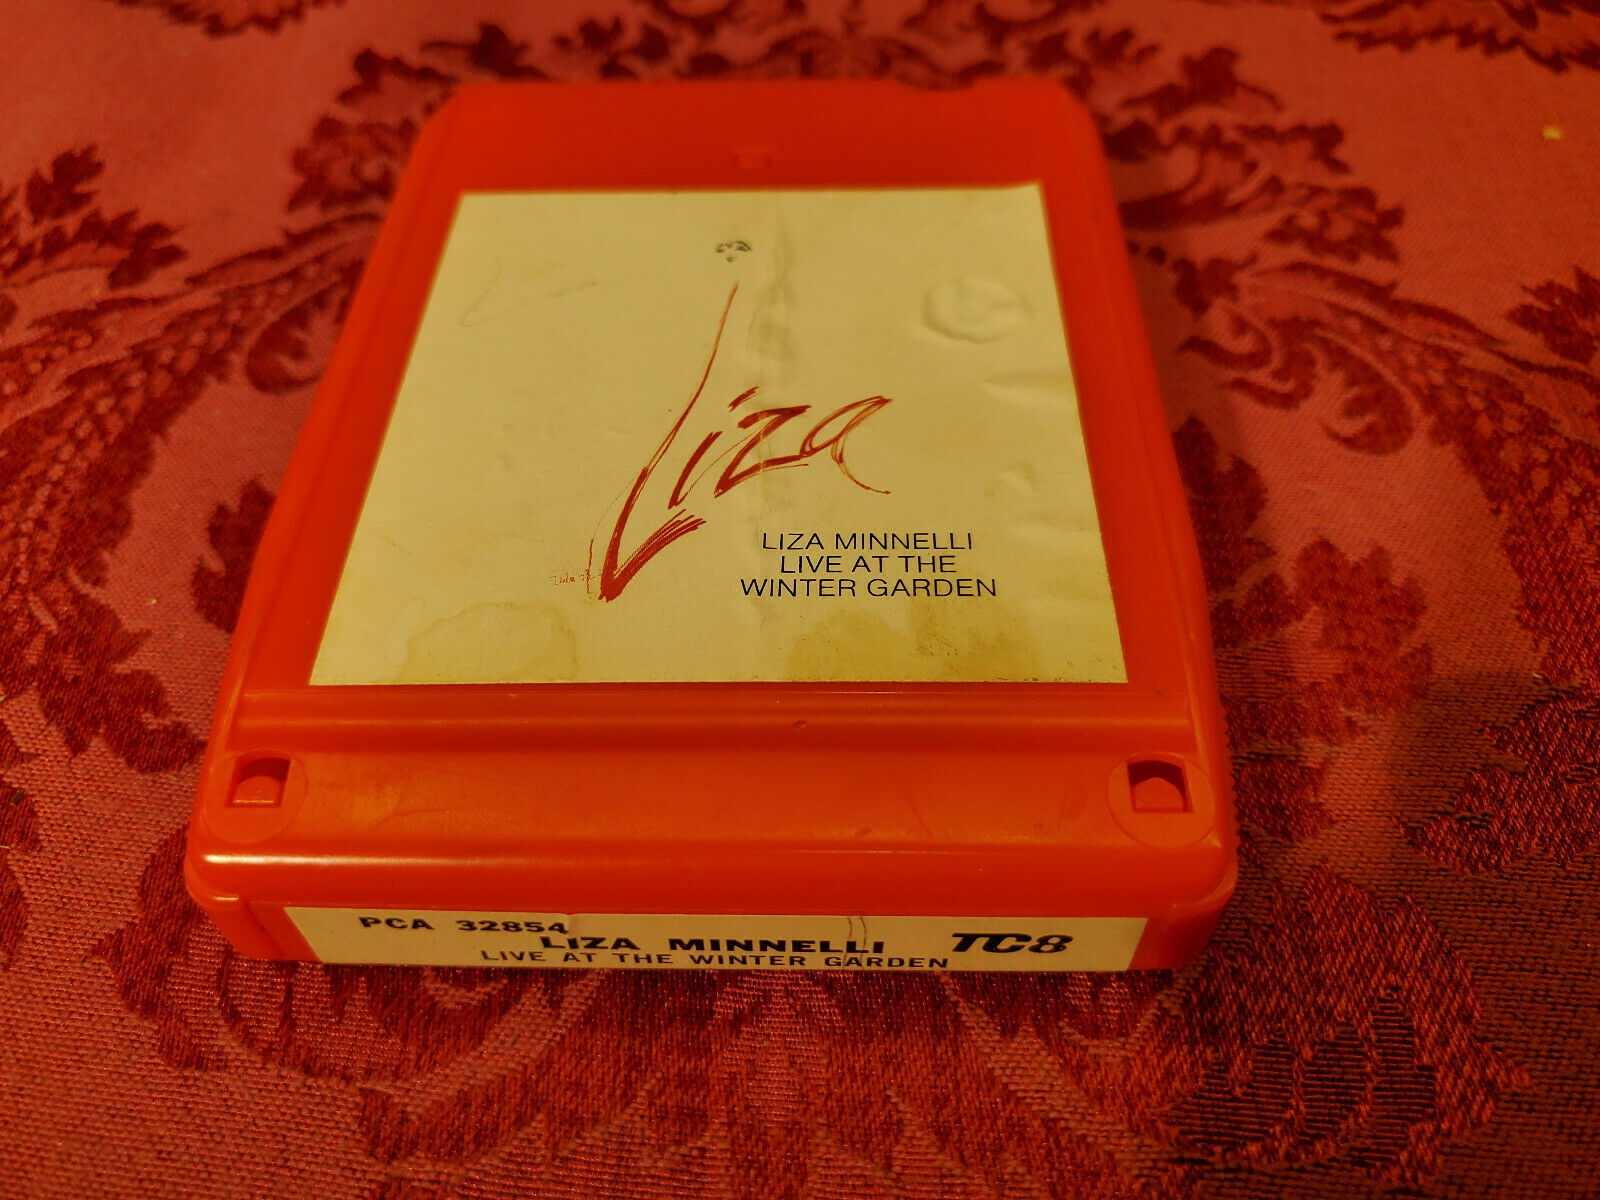 Liza
LIZA MINNELLI
LIVE AT THE
WINTER GARDEN
PCA 32854
LIZA MINNELLI TC8
LIVE AT THE WINTER GARDEN